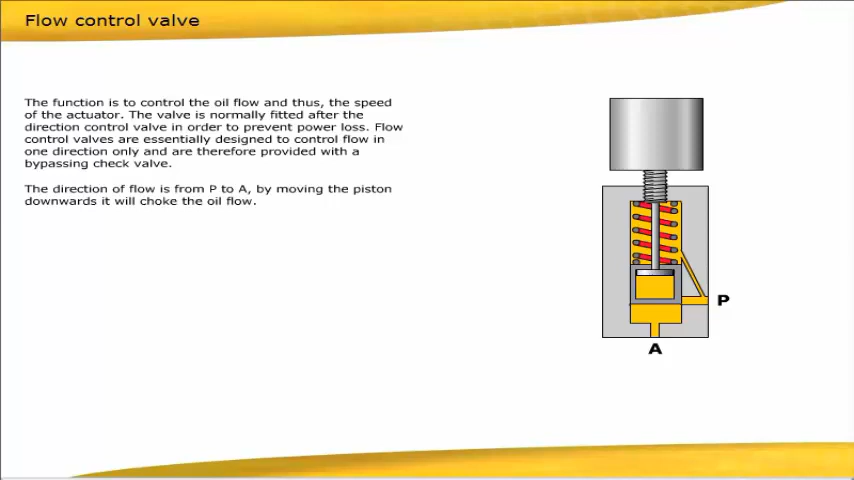 Flow control valve
The function is to control the oil flow and thus, the speed
of the actuator. The valve is normally fitted after the
direction control valve in order to prevent power loss. Flow
control valves are essentially designed to control flow in
one direction only and are therefore provided with a
bypassing check valve.
The direction of flow is from P to A, by moving the piston
downwards it will choke the oil flow.
P
A